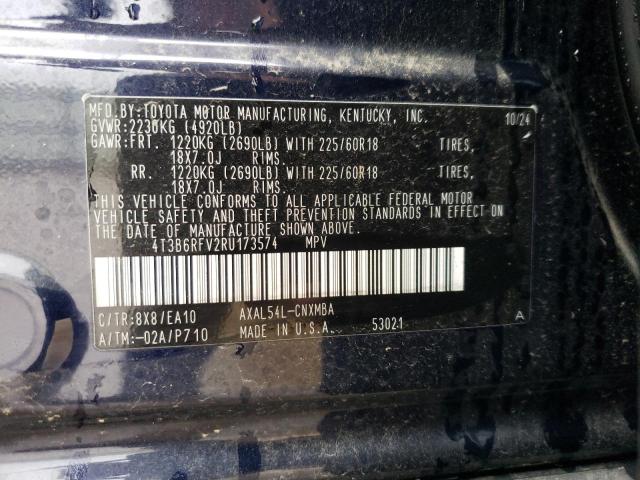 MFD.BY:TOYOTA MOTOR MANUFACTURING, KENTUCKY, INC. 10/24
GVWR:2230KG (4920LB)
GAWR:FRT. 1220KG (2690LB) WITH 225/60R18 TIRES,
18X7.0J RIMS.
RR. 1220KG (2690LB) WITH 225/60R18 TIRES,
18X7.0J RIMS.
THIS VEHICLE CONFORMS TO ALL APPLICABLE FEDERAL MOTOR
VEHICLE SAFETY AND THEFT PREVENTION STANDARDS IN EFFECT ON
THE DATE OF MANUFACTURE SHOWN ABOVE.
4T3B6RFV2RU173574 MPV
C/TR:8X8/EA10 AXAL54L-CNXMBA
A/TM:-02A/P710 MADE IN U.S.A. 53021 A